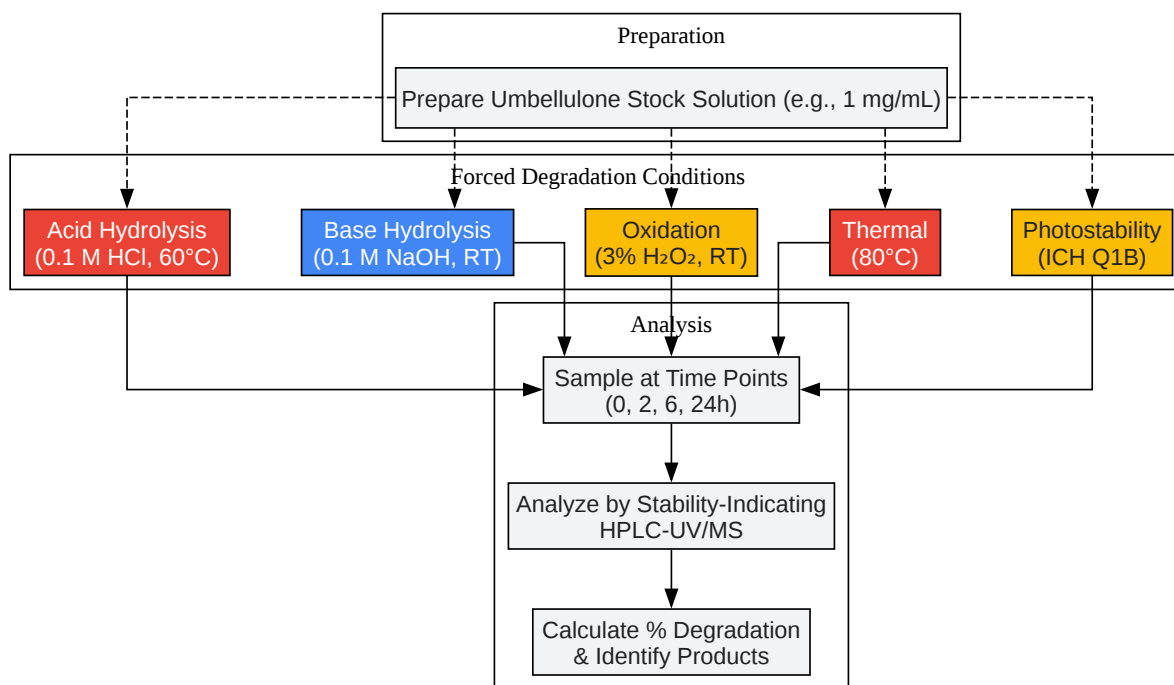 Preparation
Prepare Umbellulone Stock Solution (e.g., 1 mg/mL)
Forced Degradation Conditions
Acid Hydrolysis
(0.1 M HCl, 60°C)
Base Hydrolysis
(0.1 M NaOH, RT)
Oxidation
(3% H₂O₂, RT)
Thermal
(80°C)
Photostability
(ICH Q1B)
Analysis
Sample at Time Points
(0, 2, 6, 24h)
Analyze by Stability-Indicating
HPLC-UV/MS
Calculate % Degradation
& Identify Products